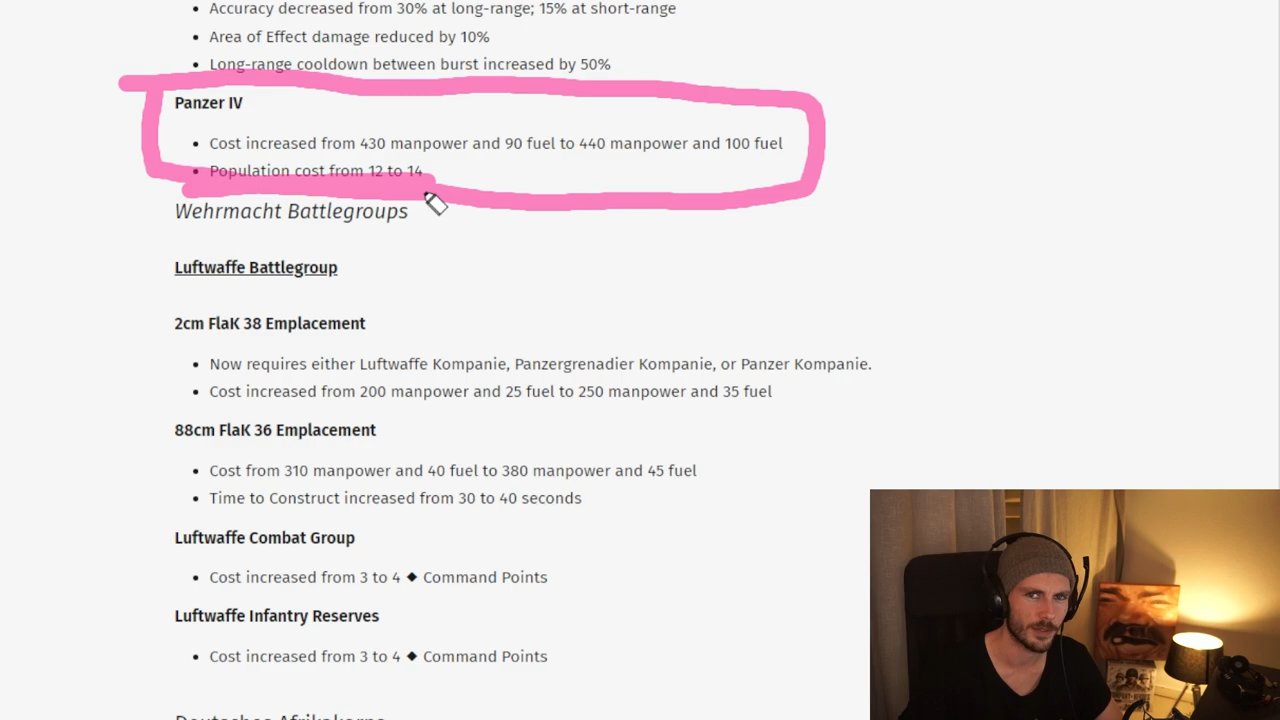 Accuracy decreased from 30% at long-range; 15% at short-range
Area of Effect damage reduced by 10%
Long-range cooldown between burst increased by 50%
Panzer IV
Cost increased from 430 manpower and 90 fuel to 440 manpower and 100 fuel
Population cost from 12 to 14
Wehrmacht Battlegroups
Luftwaffe Battlegroup
2cm FlaK 38 Emplacement
Now requires either Luftwaffe Kompanie, Panzergrenadier Kompanie, or Panzer Kompanie.
Cost increased from 200 manpower and 25 fuel to 250 manpower and 35 fuel
88cm FlaK 36 Emplacement
Cost from 310 manpower and 40 fuel to 380 manpower and 45 fuel
Time to Construct increased from 30 to 40 seconds
Luftwaffe Combat Group
Cost increased from 3 to 4 ◆ Command Points
Luftwaffe Infantry Reserves
Cost increased from 3 to 4 ◆ Command Points
Deutsches Afrikakorps